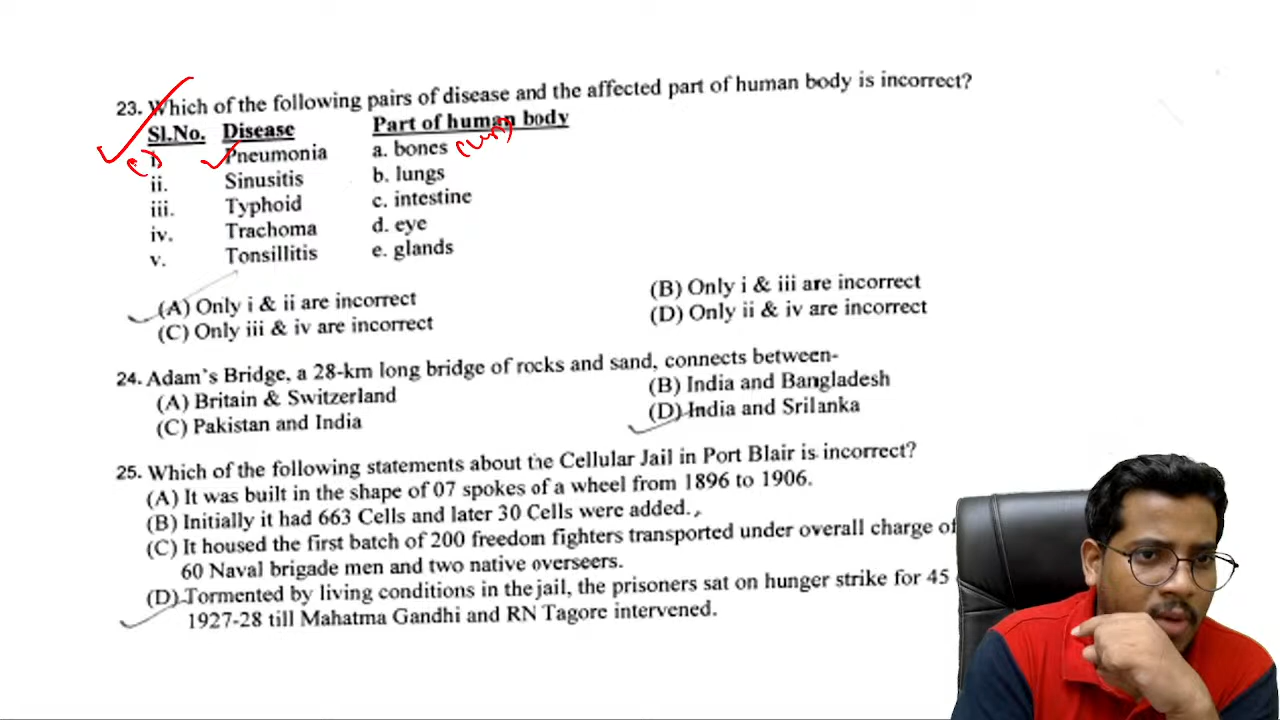 23. Which of the following pairs of disease and the affected part of human body is incorrect?
Sl.No. Disease Part of human body
i. Pneumonia a. bones
ii. Sinusitis b. lungs
iii. Typhoid c. intestine
iv. Trachoma d. eye
v. Tonsillitis e. glands
(A) Only i & ii are incorrect (B) Only i & iii are incorrect
(C) Only iii & iv are incorrect (D) Only ii & iv are incorrect
24. Adam's Bridge, a 28-km long bridge of rocks and sand, connects between-
(A) Britain & Switzerland (B) India and Bangladesh
(C) Pakistan and India (D) India and Srilanka
25. Which of the following statements about the Cellular Jail in Port Blair is incorrect?
(A) It was built in the shape of 07 spokes of a wheel from 1896 to 1906.
(B) Initially it had 663 Cells and later 30 Cells were added.
(C) It housed the first batch of 200 freedom fighters transported under overall charge of
60 Naval brigade men and two native overseers.
(D) Tormented by living conditions in the jail, the prisoners sat on hunger strike for 45
1927-28 till Mahatma Gandhi and RN Tagore intervened.